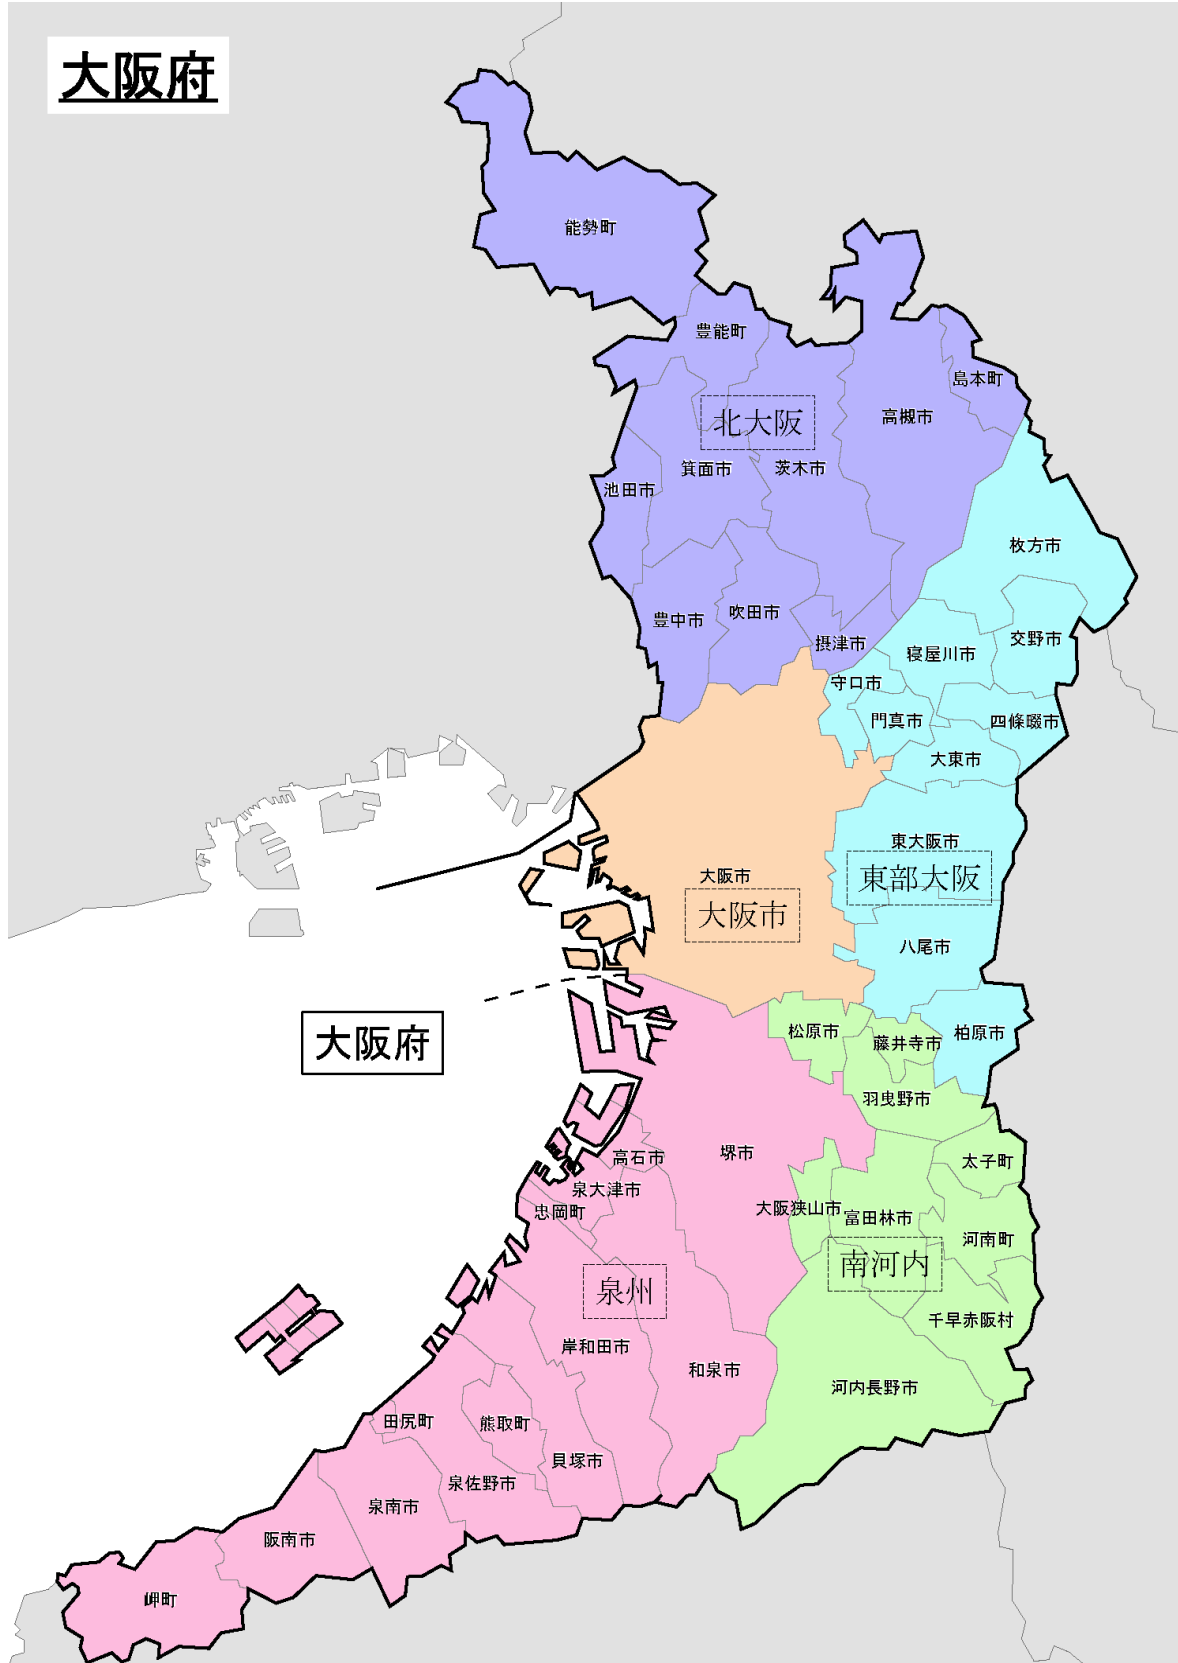 大阪府
能勢町
豊能町
島本町
高槻市
北大阪
箕面市
茨木市
池田市
枚方市
豊中市
吹田市
摂津市
寝屋川市
交野市
守口市
門真市
四條畷市
大東市
東大阪市
東部大阪
大阪市
大阪市
八尾市
大阪府
松原市
藤井寺市
柏原市
羽曳野市
堺市
高石市
太子町
泉大津市
忠岡町
大阪狭山市
富田林市
河南町
南河内
泉州
千早赤阪村
岸和田市
和泉市
河内長野市
田尻町
熊取町
貝塚市
泉佐野市
泉南市
阪南市
岬町